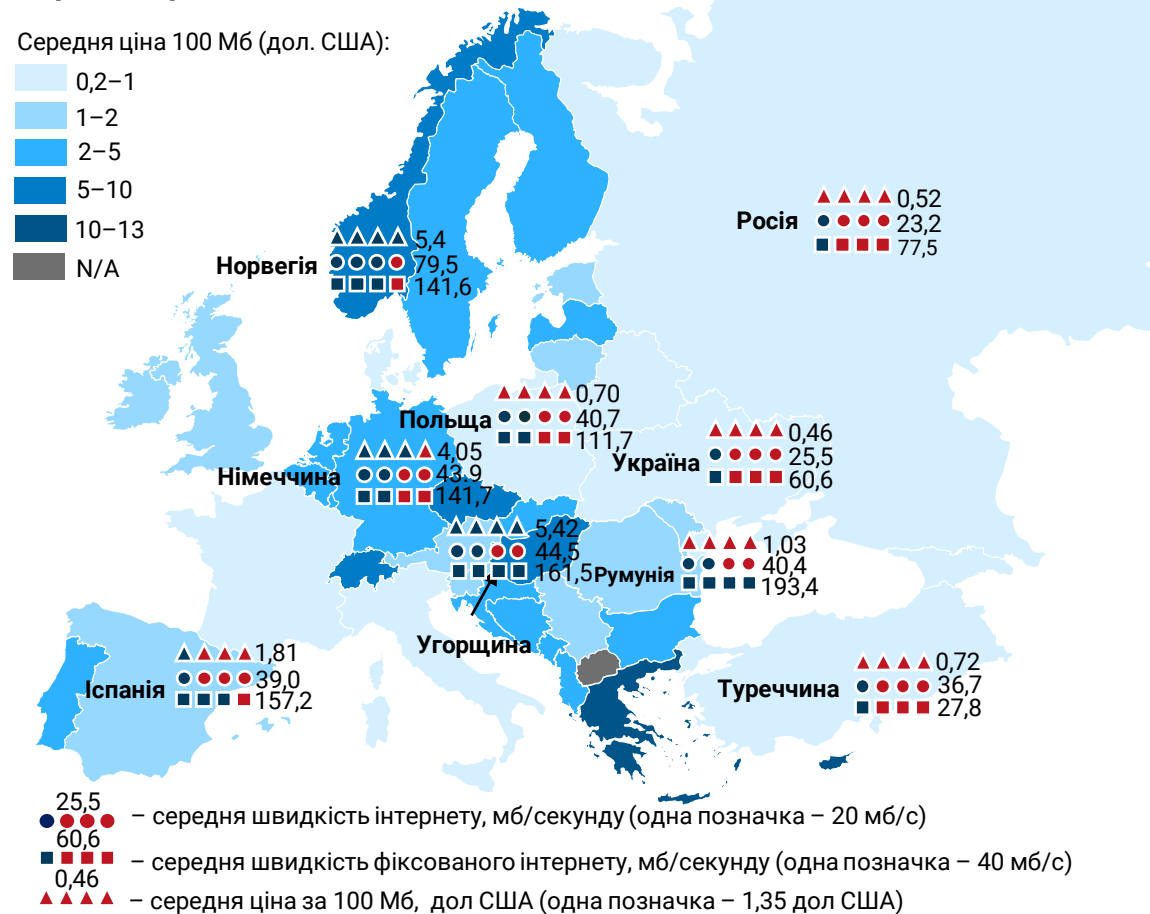 Середня ціна 100 Мб (дол. США):
0,2–1
1–2
2–5
5–10
10–13
N/A
Росія
0,52
23,2
77,5
Норвегія
5,4
79,5
141,6
Польща
0,70
40,7
111,7
Україна
0,46
25,5
60,6
Німеччина
4,05
43.9
141,7
Угорщина
5,42
44,5
161,5
Румунія
1,03
40,4
193,4
Іспанія
1,81
39,0
157,2
Туреччина
0,72
36,7
27,8
25,5
– середня швидкість інтернету, мб/секунду (одна позначка – 20 мб/с)
60,6
– середня швидкість фіксованого інтернету, мб/секунду (одна позначка – 40 мб/с)
0,46
– середня ціна за 100 Мб, дол США (одна позначка – 1,35 дол США)